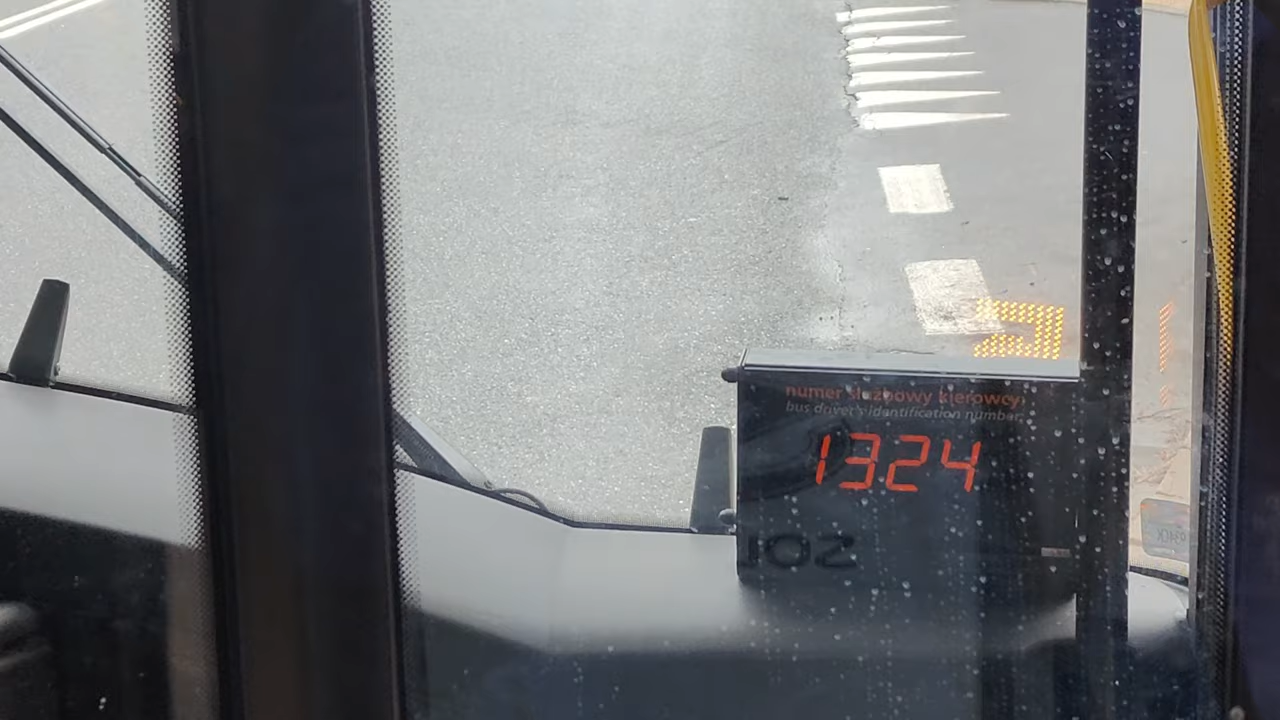 numer służbowy kierowcy:
bus driver's identification number:
1324